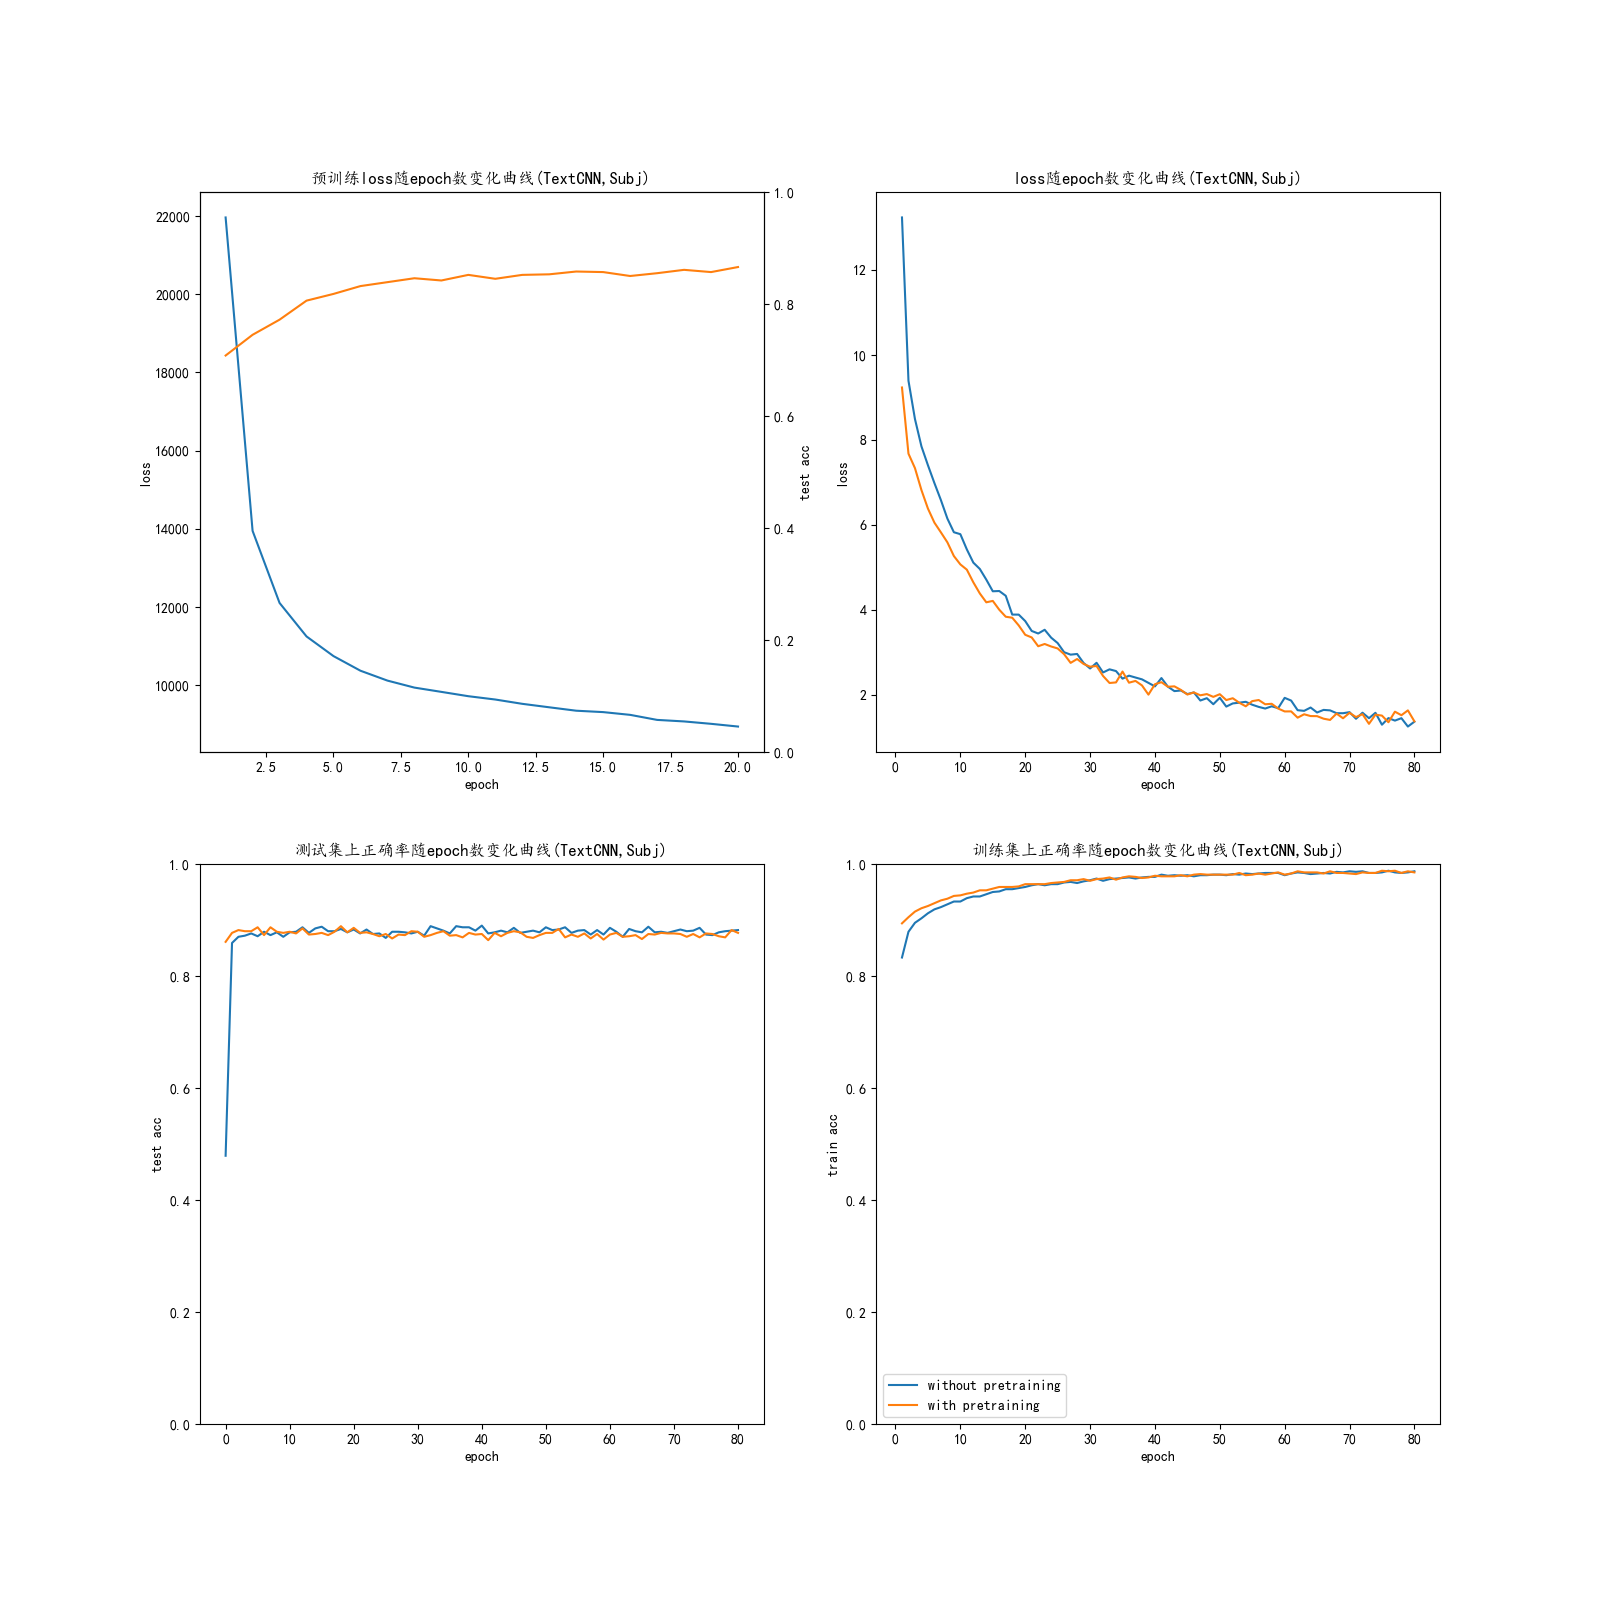 预训练loss随epoch数变化曲线(TextCNN,Subj)
22000
20000
18000
16000
14000
12000
10000
loss
1.0
0.8
0.6
0.4
0.2
0.0
test acc
2.5 5.0 7.5 10.0 12.5 15.0 17.5 20.0
epoch
loss随epoch数变化曲线(TextCNN,Subj)
12
10
8
6
4
2
loss
0 10 20 30 40 50 60 70 80
epoch
测试集上正确率随epoch数变化曲线(TextCNN,Subj)
1.0
0.8
0.6
0.4
0.2
0.0
test acc
0 10 20 30 40 50 60 70 80
epoch
训练集上正确率随epoch数变化曲线(TextCNN,Subj)
1.0
0.8
0.6
0.4
0.2
0.0
train acc
without pretraining
with pretraining
0 10 20 30 40 50 60 70 80
epoch